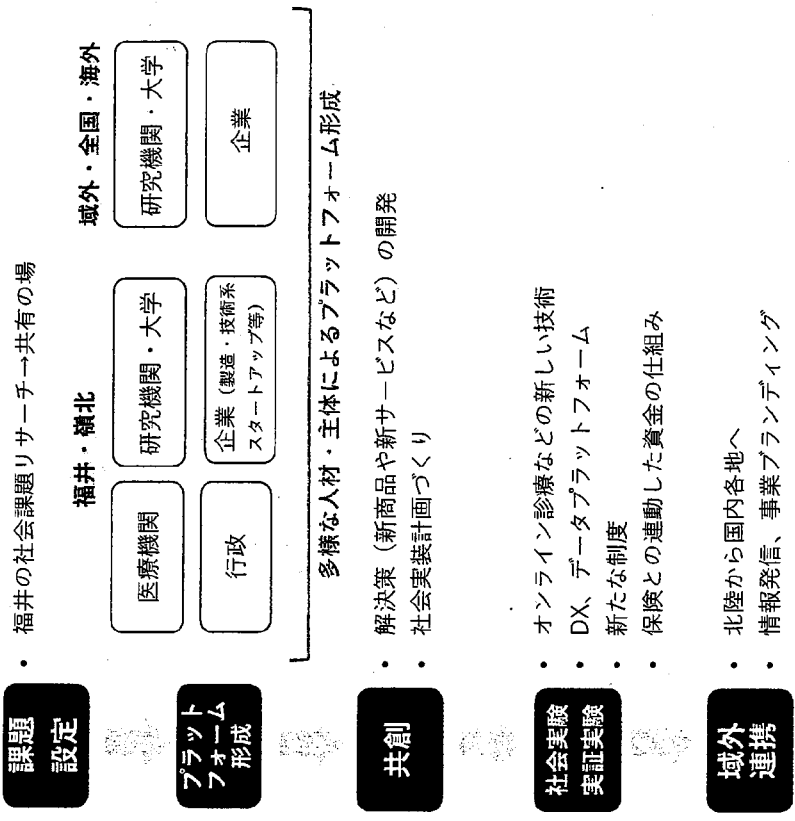 課題
設定
・ 福井の社会課題リサーチ→共有の場
プラット
フォーム
形成
福井・嶺北
域外・全国・海外
医療機関
研究機関・大学
研究機関・大学
行政
企業（製造・技術系
スタートアップ等）
企業
多様な人材・主体によるプラットフォーム形成
共創
・ 解決策（新商品や新サービスなど）の開発
・ 社会実装計画づくり
社会実験
実証実験
・ オンライン診療などの新しい技術
・ DX、データプラットフォーム
・ 新たな制度
・ 保険との連動した資金の仕組み
域外
連携
・ 北陸から国内各地へ
・ 情報発信、事業ブランディング